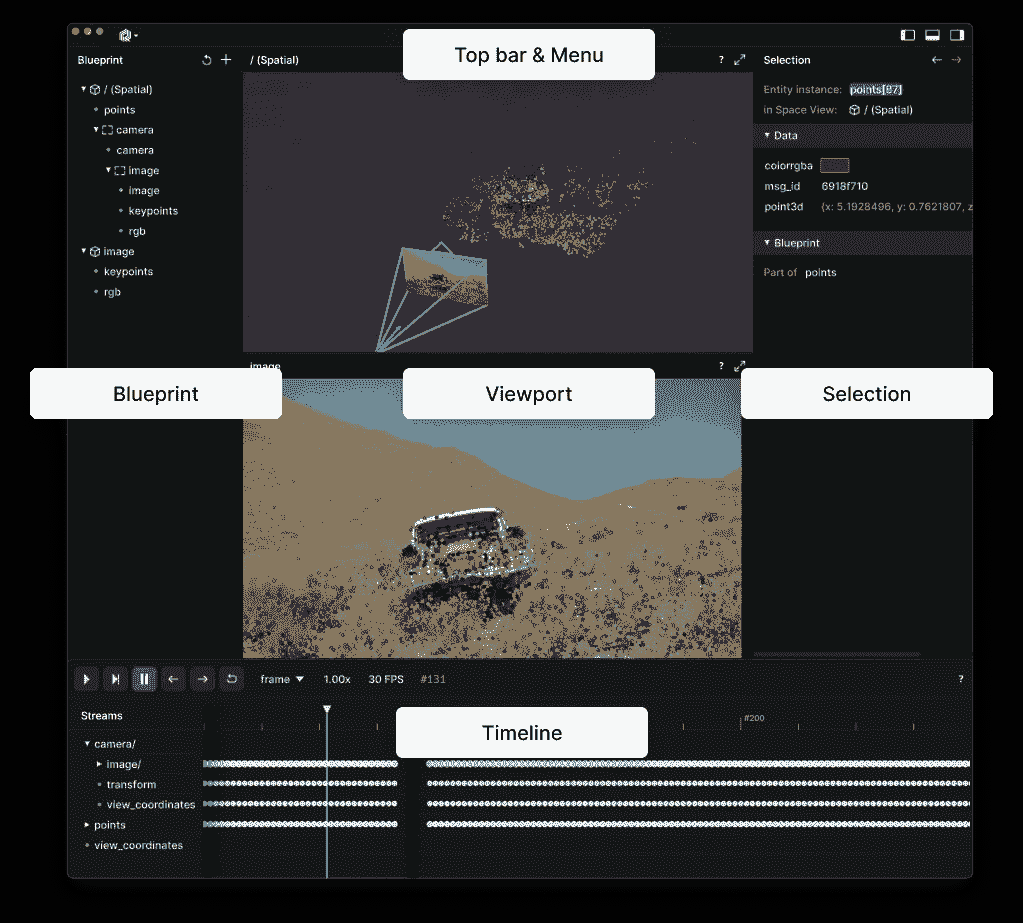 Top bar & Menu
Blueprint
/ (Spatial)
?
Selection
/ (Spatial)
points
camera
camera
image
image
keypoints
rgb
image
keypoints
rgb
Entity instance: points[87]
in Space View: / (Spatial)
Data
colorrgba
msg_id 6918f710
point3d (x: 5.1928496, y: 0.7621807, z
Blueprint
Part of points
image
?
Blueprint
Viewport
Selection
frame 1.00x 30 FPS #131
?
Streams
#200
Timeline
camera/
image/
transform
view_coordinates
points
view_coordinates